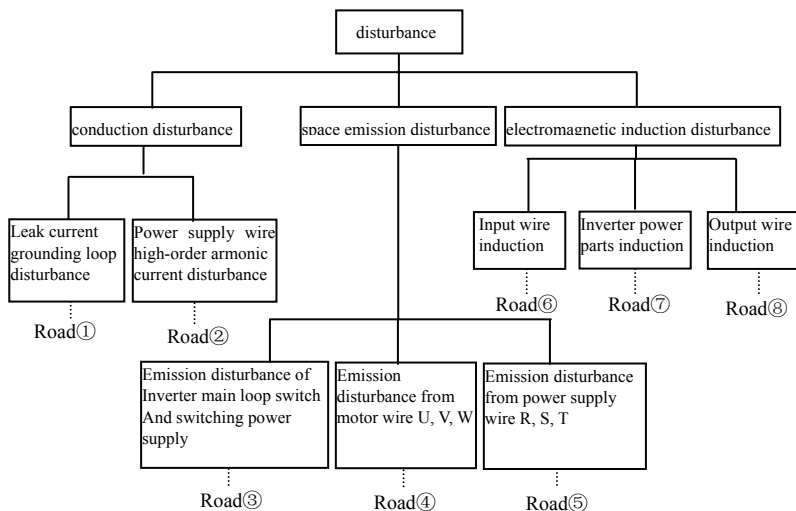 disturbance
conduction disturbance
space emission disturbance
electromagnetic induction disturbance
Leak current
grounding loop
disturbance
Power supply wire
high-order armonic
current disturbance
Input wire
induction
Inverter power
parts induction
Output wire
induction
Road①
Road②
Road⑥
Road⑦
Road⑧
Emission disturbance of
Inverter main loop switch
And switching power
supply
Emission
disturbance from
motor wire U, V, W
Emission disturbance
from power supply
wire R, S, T
Road③
Road④
Road⑤